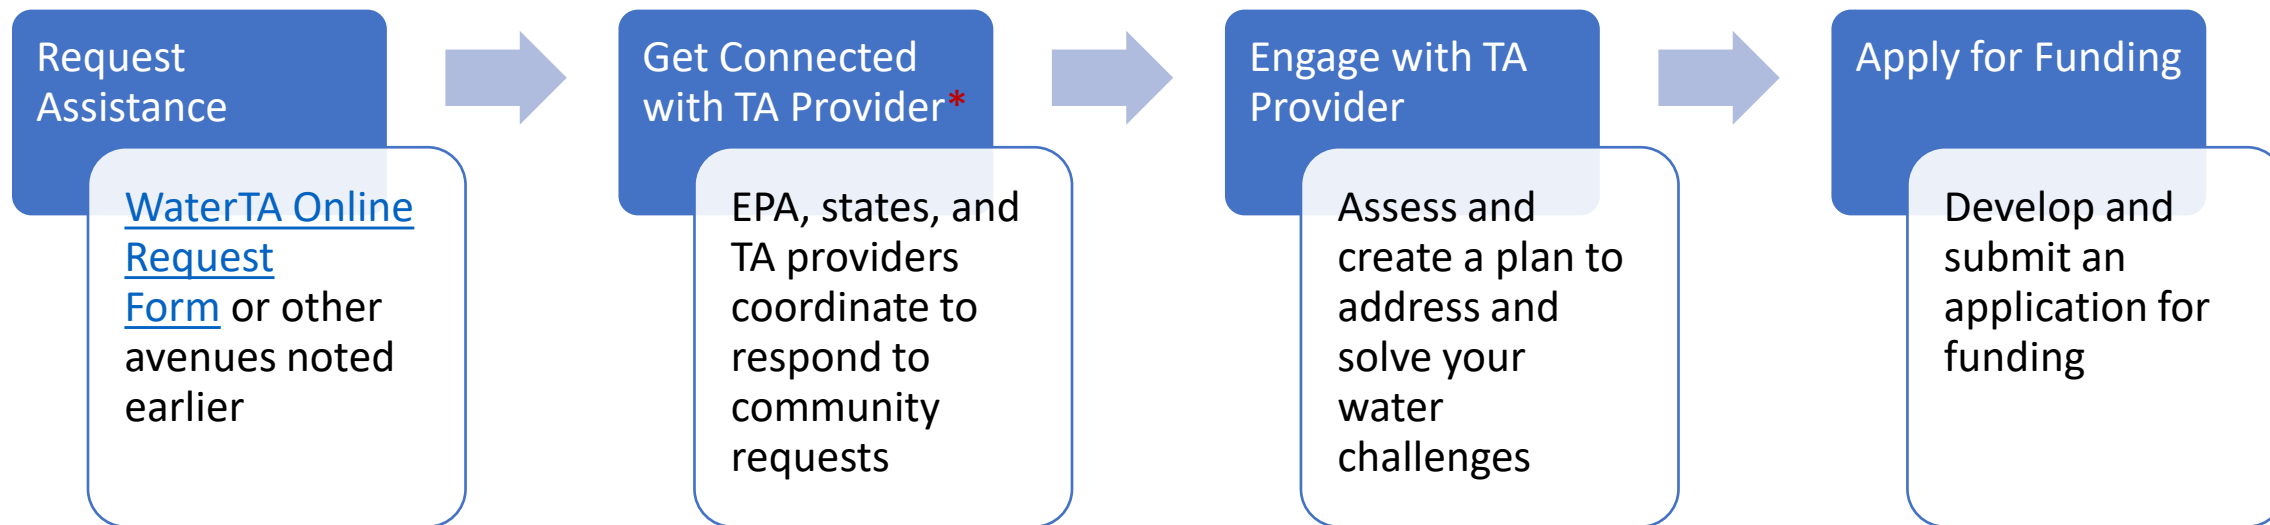 Request
Assistance
WaterTA Online
Request
Form or other
avenues noted
earlier
Get Connected
with TA Provider*
EPA, states, and
TA providers
coordinate to
respond to
community
requests
Engage with TA
Provider
Assess and
create a plan to
address and
solve your
water
challenges
Apply for Funding
Develop and
submit an
application for
funding